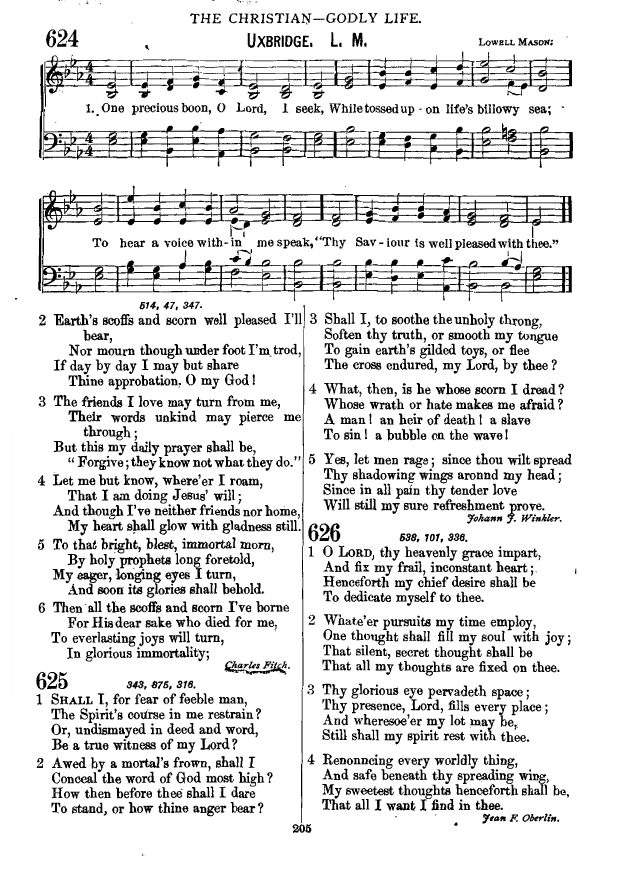 THE CHRISTIAN—GODLY LIFE.
624
UXBRIDGE. L. M.
LOWELL MASON:
4
4
1. One precious boon, O Lord, I seek, While tossed up - on life's billowy sea;
4
4
To hear a voice with-in me speak, "Thy Sav - iour is well pleased with thee."
514, 47, 347.
2 Earth's scoffs and scorn well pleased I'll
bear,
Nor mourn though under foot I'm trod,
If day by day I may but share
Thine approbation, O my God!
3 The friends I love may turn from me,
Their words unkind may pierce me
through;
But this my daily prayer shall be,
"Forgive; they know not what they do."
4 Let me but know, where'er I roam,
That I am doing Jesus' will;
And though I've neither friends nor home,
My heart shall glow with gladness still.
5 To that bright, blest, immortal morn,
By holy prophets long foretold,
My eager, longing eyes I turn,
And soon its glories shall behold.
6 Then all the scoffs and scorn I've borne
For His dear sake who died for me,
To everlasting joys will turn,
In glorious immortality;
Charles Fitch.
625
343, 875, 316.
1 SHALL I, for fear of feeble man,
The Spirit's course in me restrain?
Or, undismayed in deed and word,
Be a true witness of my Lord?
2 Awed by a mortal's frown, shall I
Conceal the word of God most high?
How then before thee shall I dare
To stand, or how thine anger bear?
3 Shall I, to soothe the unholy throng,
Soften thy truth, or smooth my tongue
To gain earth's gilded toys, or flee
The cross endured, my Lord, by thee?
4 What, then, is he whose scorn I dread?
Whose wrath or hate makes me afraid?
A man! an heir of death! a slave
To sin! a bubble on the wave!
5 Yes, let men rage; since thou wilt spread
Thy shadowing wings around my head;
Since in all pain thy tender love
Will still my sure refreshment prove.
Johann J. Winkler.
626
538, 101, 336.
1 O LORD, thy heavenly grace impart,
And fix my frail, inconstant heart;
Henceforth my chief desire shall be
To dedicate myself to thee.
2 Whate'er pursuits my time employ,
One thought shall fill my soul with joy;
That silent, secret thought shall be
That all my thoughts are fixed on thee.
3 Thy glorious eye pervadeth space;
Thy presence, Lord, fills every place;
And wheresoe'er my lot may be,
Still shall my spirit rest with thee.
4 Renouncing every worldly thing,
And safe beneath thy spreading wing,
My sweetest thoughts henceforth shall be,
That all I want I find in thee.
Jean F. Oberlin.
205